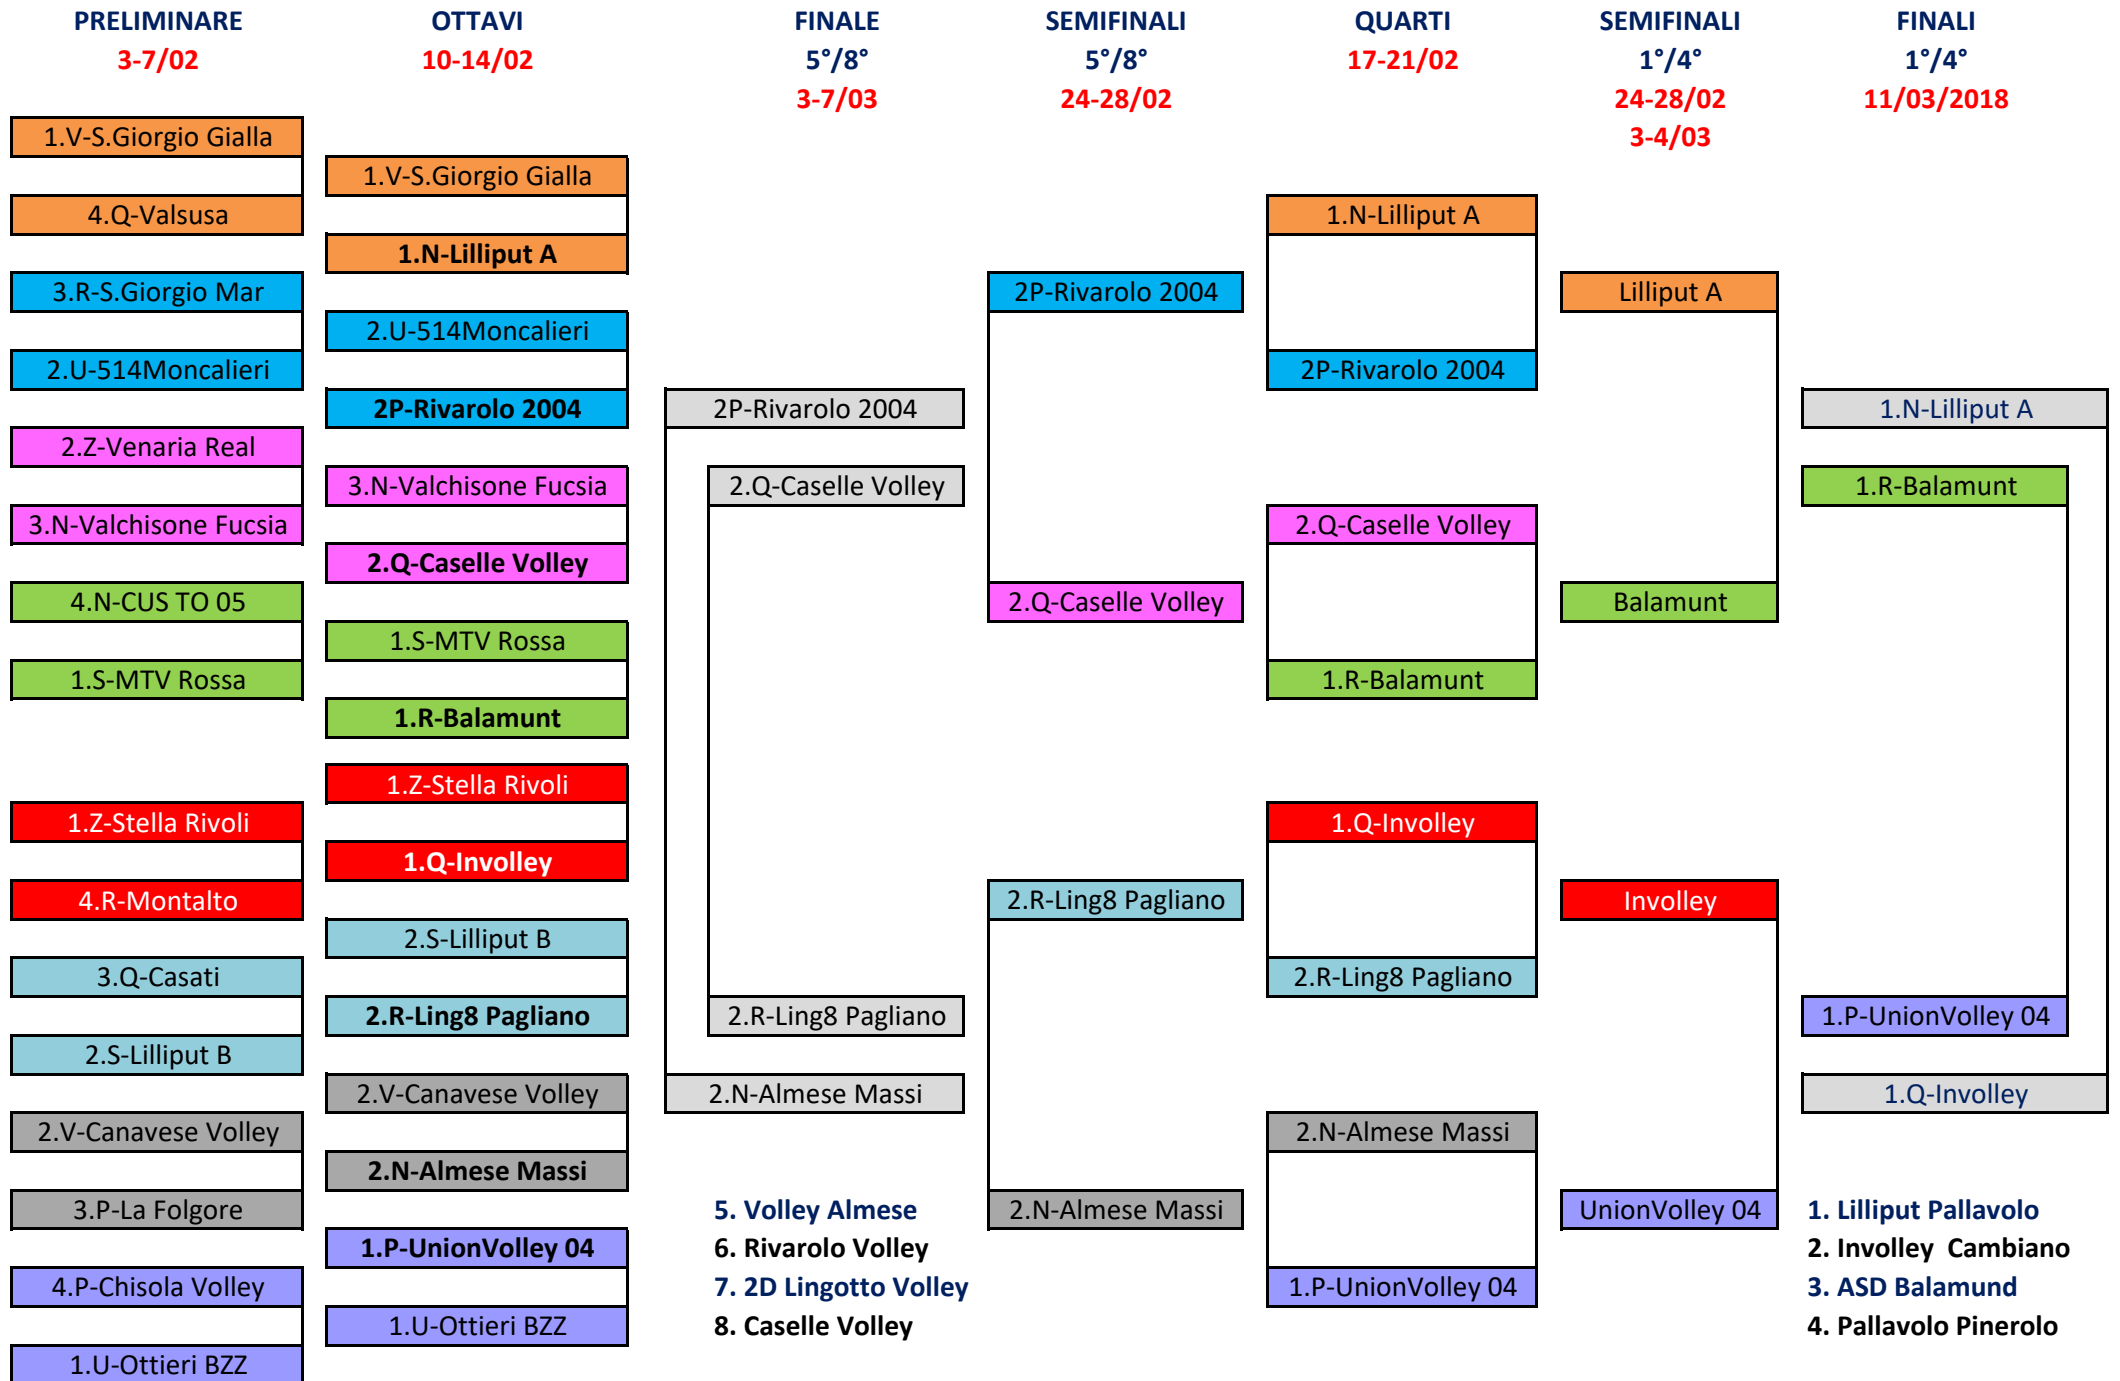 PRELIMINARE
3-7/02
1.V-S.Giorgio Gialla
4.Q-Valsusa
3.R-S.Giorgio Mar
2.U-514Moncalieri
2.Z-Venaria Real
3.N-Valchisone Fucsia
4.N-CUS TO 05
1.S-MTV Rossa
1.Z-Stella Rivoli
4.R-Montalto
3.Q-Casati
2.S-Lilliput B
2.V-Canavese Volley
3.P-La Folgore
4.P-Chisola Volley
1.U-Ottieri BZZ
OTTAVI
10-14/02
1.V-S.Giorgio Gialla
1.N-Lilliput A
2.U-514Moncalieri
2P-Rivarolo 2004
3.N-Valchisone Fucsia
2.Q-Caselle Volley
1.S-MTV Rossa
1.R-Balamunt
1.Z-Stella Rivoli
1.Q-Involley
2.S-Lilliput B
2.R-Ling8 Pagliano
2.V-Canavese Volley
2.N-Almese Massi
1.P-UnionVolley 04
1.U-Ottieri BZZ
FINALE
5°/8°
3-7/03
2P-Rivarolo 2004
2.Q-Caselle Volley
2.R-Ling8 Pagliano
2.N-Almese Massi
5. Volley Almese
6. Rivarolo Volley
7. 2D Lingotto Volley
8. Caselle Volley
SEMIFINALI
5°/8°
24-28/02
2P-Rivarolo 2004
2.Q-Caselle Volley
2.R-Ling8 Pagliano
2.N-Almese Massi
QUARTI
17-21/02
1.N-Lilliput A
2P-Rivarolo 2004
2.Q-Caselle Volley
1.R-Balamunt
1.Q-Involley
2.R-Ling8 Pagliano
2.N-Almese Massi
1.P-UnionVolley 04
SEMIFINALI
1°/4°
24-28/02
3-4/03
Lilliput A
Balamunt
Involley
UnionVolley 04
FINALI
1°/4°
11/03/2018
1.N-Lilliput A
1.R-Balamunt
1.P-UnionVolley 04
1.Q-Involley
1. Lilliput Pallavolo
2. Involley  Cambiano
3. ASD Balamund
4. Pallavolo Pinerolo